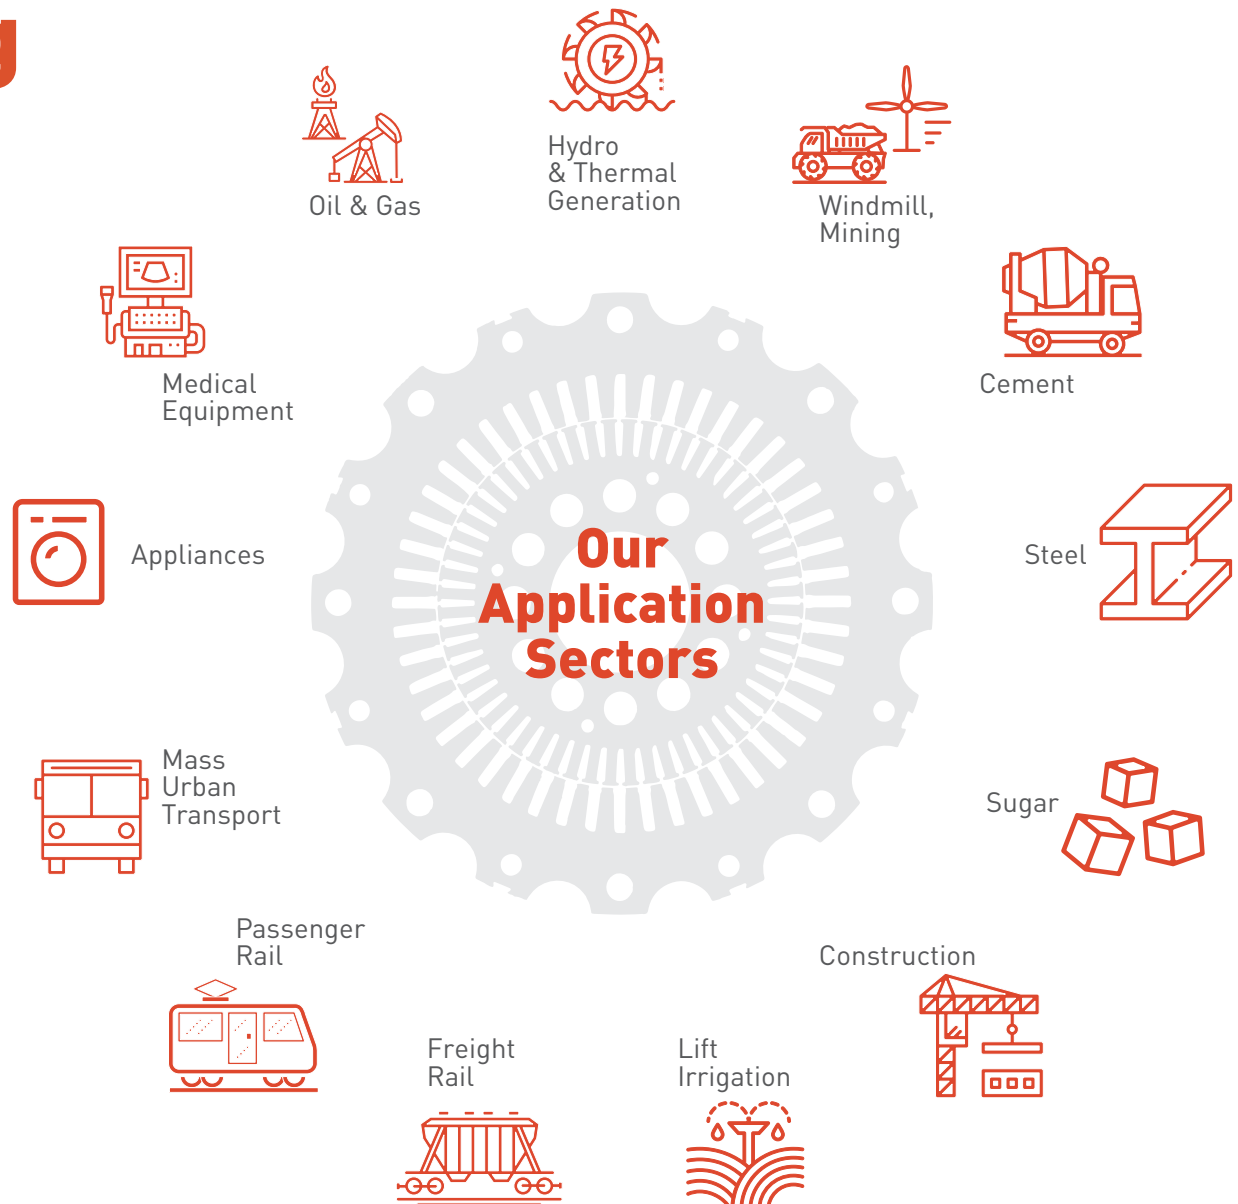 g
Hydro
& Thermal
Generation
Oil & Gas
Windmill,
Mining
Medical
Equipment
Cement
Appliances
Our
Application
Sectors
Steel
Mass
Urban
Transport
Sugar
Passenger
Rail
Construction
Freight
Rail
Lift
Irrigation